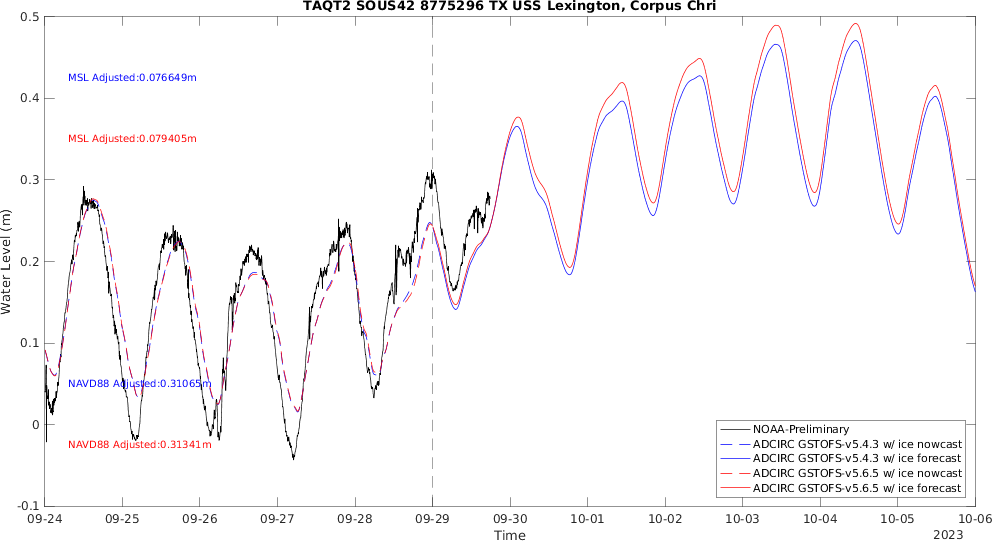 TAQT2 SOUS42 8775296 TX USS Lexington, Corpus Chri
0.5
0.4
0.3
0.2
0.1
0
-0.1
Water Level (m)
MSL Adjusted:0.076649m
MSL Adjusted:0.079405m
NAVD88 Adjusted:0.31065m
NAVD88 Adjusted:0.31341m
NOAA-Preliminary
ADCIRC GSTOFS-v5.4.3 w/ ice nowcast
ADCIRC GSTOFS-v5.4.3 w/ ice forecast
ADCIRC GSTOFS-v5.6.5 w/ ice nowcast
ADCIRC GSTOFS-v5.6.5 w/ ice forecast
09-24 09-25 09-26 09-27 09-28 09-29 09-30 10-01 10-02 10-03 10-04 10-05 10-06
Time
2023